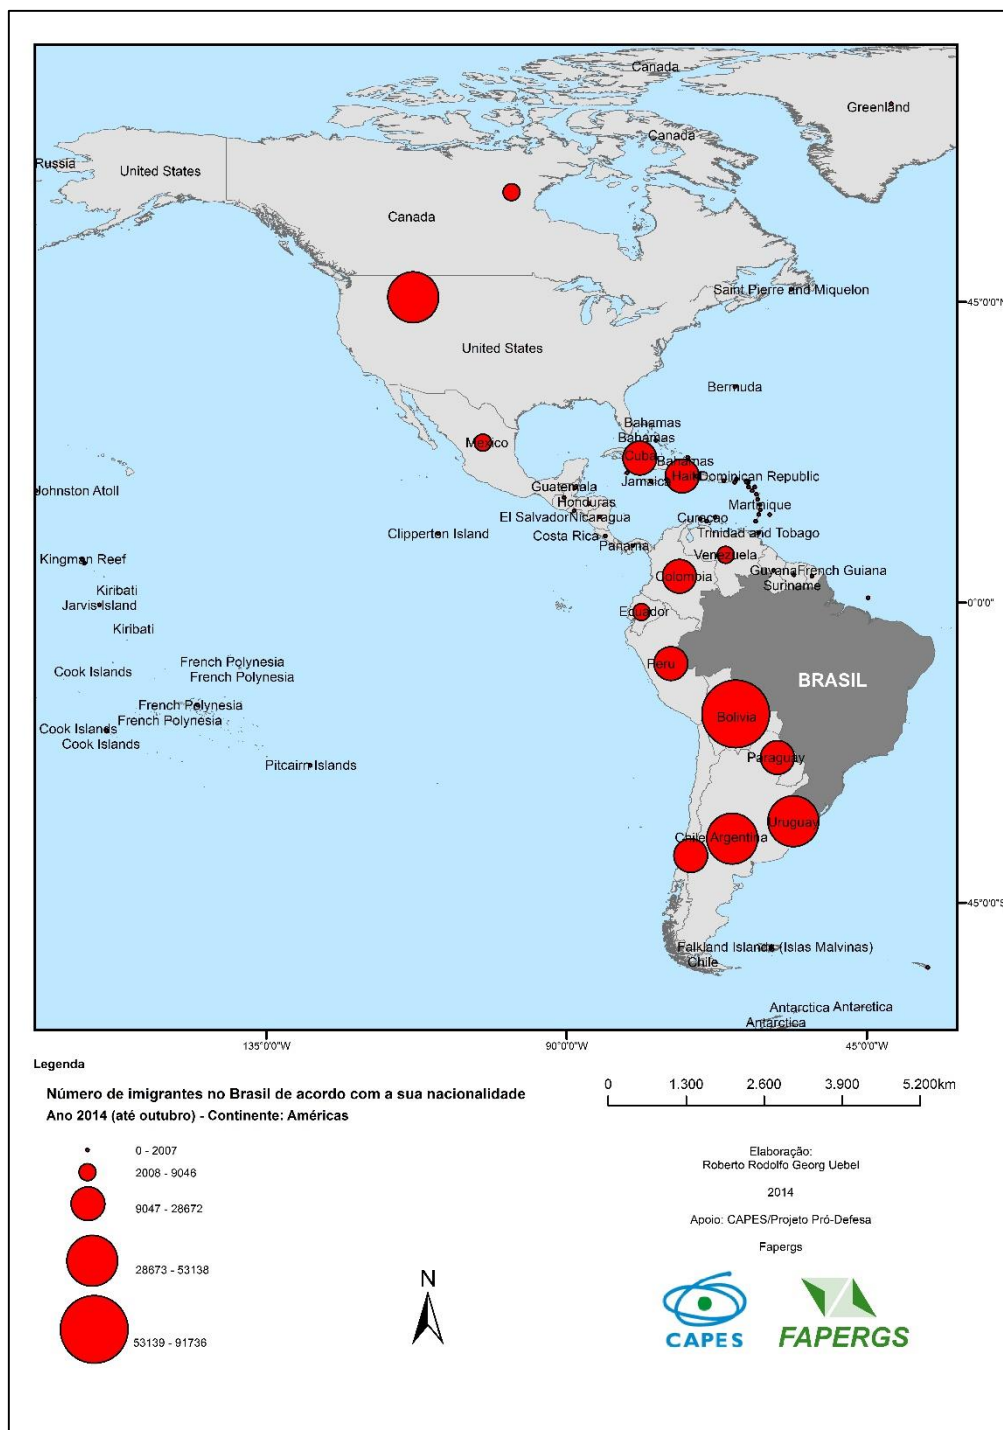 Canada
Greenland
Canada
Russia
United States
Canada
Saint Pierre and Miquelon
45°0'0"N
United States
Bermuda
Bahamas
Bahamas
Mexico
Cuba
Bahamas
Haiti
Dominican Republic
Jamaica
Guatemala
Johnston Atoll
Honduras
Martinique
El Salvador
Nicaragua
Curaçao
Clipperton Island
Costa Rica
Trinidad and Tobago
Panama
Venezuela
Kingman Reef
Guyana
French Guiana
Colombia
Suriname
Kiribati
Jarvis Island
0°0'0"
Ecuador
Kiribati
French Polynesia
Peru
Cook Islands
French Polynesia
BRASIL
French Polynesia
Bolivia
French Polynesia
Cook Islands
Cook Islands
Paraguay
Pitcairn Islands
Uruguay
Chile
Argentina
45°0'0"S
Falkland Islands (Islas Malvinas)
Chile
Antarctica
Antarctica
Antarctica
135°0'0"W
90°0'0"W
45°0'0"W
Legenda
Número de imigrantes no Brasil de acordo com a sua nacionalidade
Ano 2014 (até outubro) - Continente: Américas
0 - 2007
2008 - 9046
9047 - 28672
28673 - 53138
53139 - 91736
0 1.300 2.600 3.900 5.200km
Elaboração:
Roberto Rodolfo Georg Uebel
2014
Apoio: CAPES/Projeto Pró-Defesa
Fapergs
N
CAPES
FAPERGS